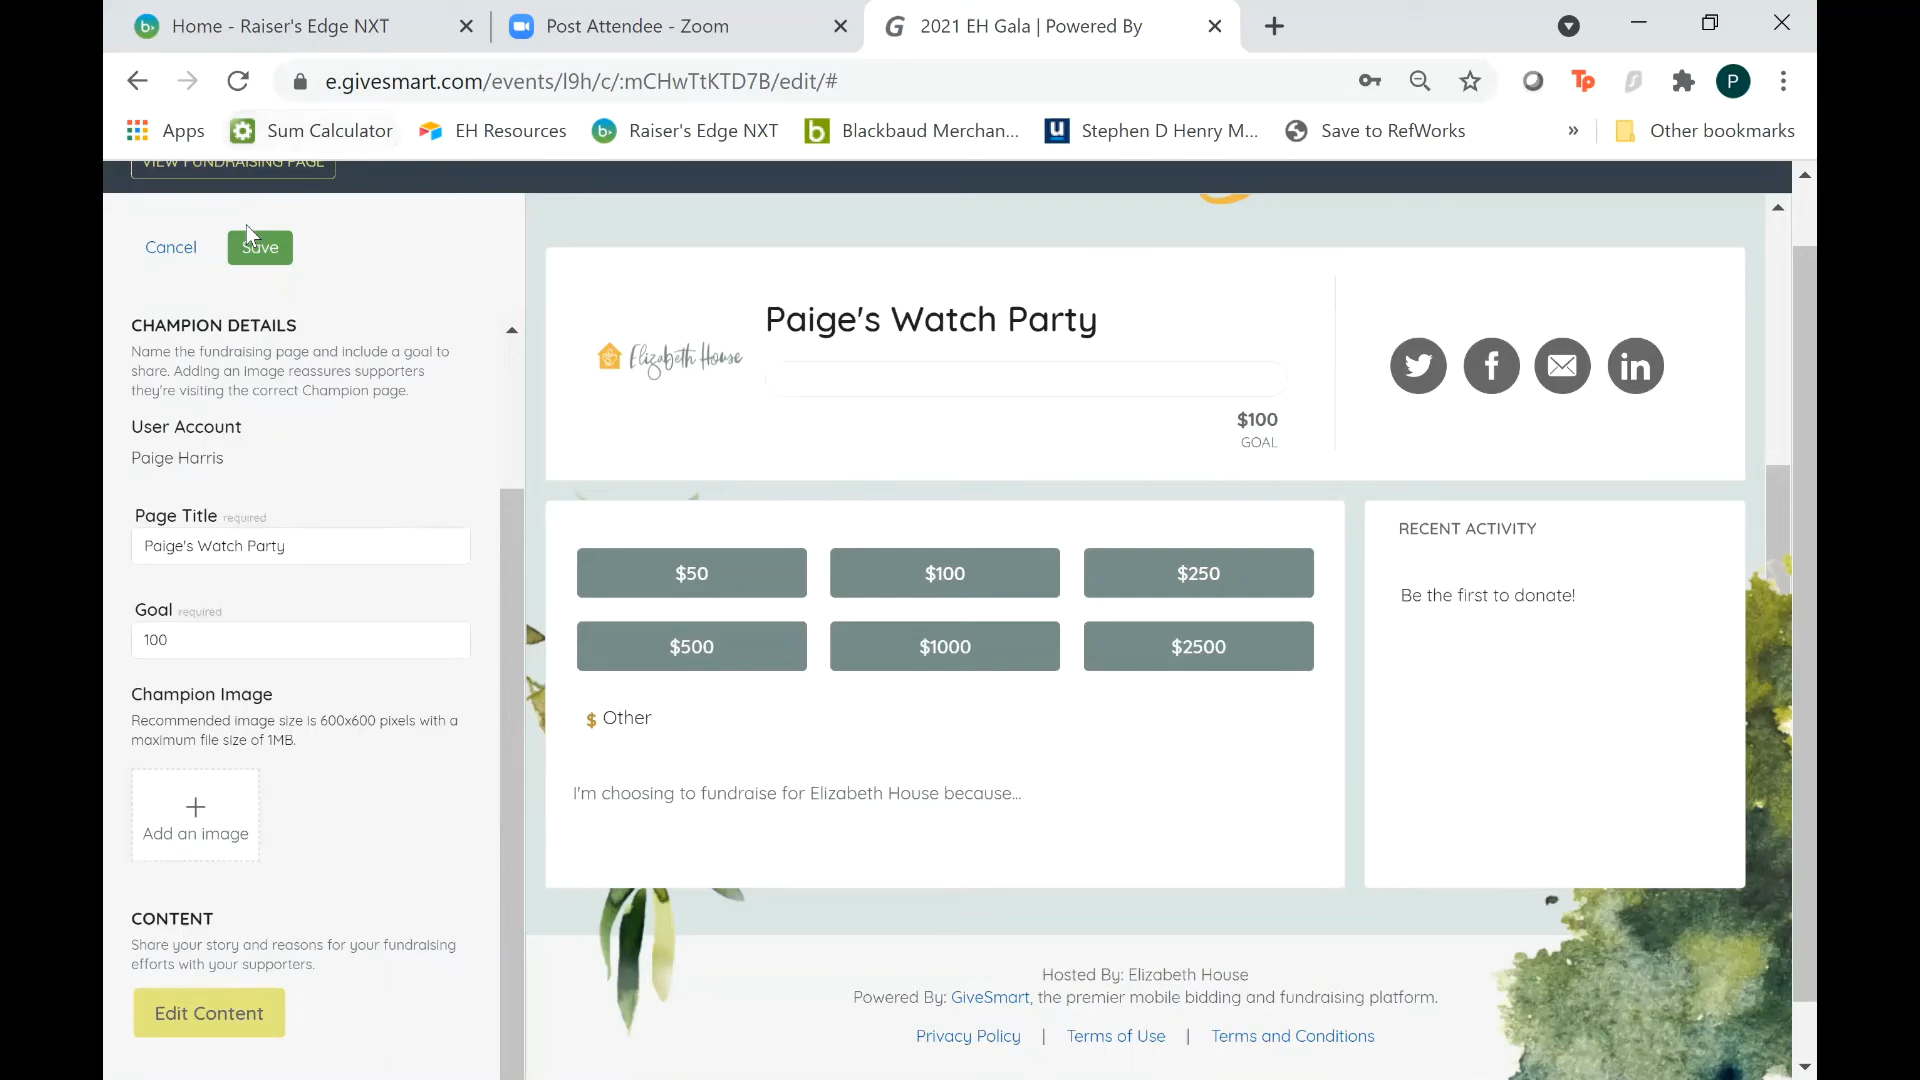 Home - Raiser's Edge NXT
Post Attendee - Zoom
G 2021 EH Gala | Powered By
e.givesmart.com/events/l9h/c/:mCHwTtKTD7B/edit/#
Tp
P
Apps
Sum Calculator
EH Resources
b. Raiser's Edge NXT
b Blackbaud Merchan...
u Stephen D Henry M...
Save to RefWorks
»
Other bookmarks
VIEW FUNDRAISING PAGE
Cancel
Save
CHAMPION DETAILS
Name the fundraising page and include a goal to
share. Adding an image reassures supporters
they're visiting the correct Champion page.
User Account
Paige Harris
Page Title required
Paige's Watch Party
Goal required
100
Champion Image
Recommended image size is 600x600 pixels with a
maximum file size of 1MB.
+
Add an image
CONTENT
Share your story and reasons for your fundraising
efforts with your supporters.
Edit Content
Elizabeth House
Paige's Watch Party
$100
GOAL
$50
$100
$250
$500
$1000
$2500
$ Other
I'm choosing to fundraise for Elizabeth House because...
RECENT ACTIVITY
Be the first to donate!
Hosted By: Elizabeth House
Powered By: GiveSmart, the premier mobile bidding and fundraising platform.
Privacy Policy | Terms of Use | Terms and Conditions